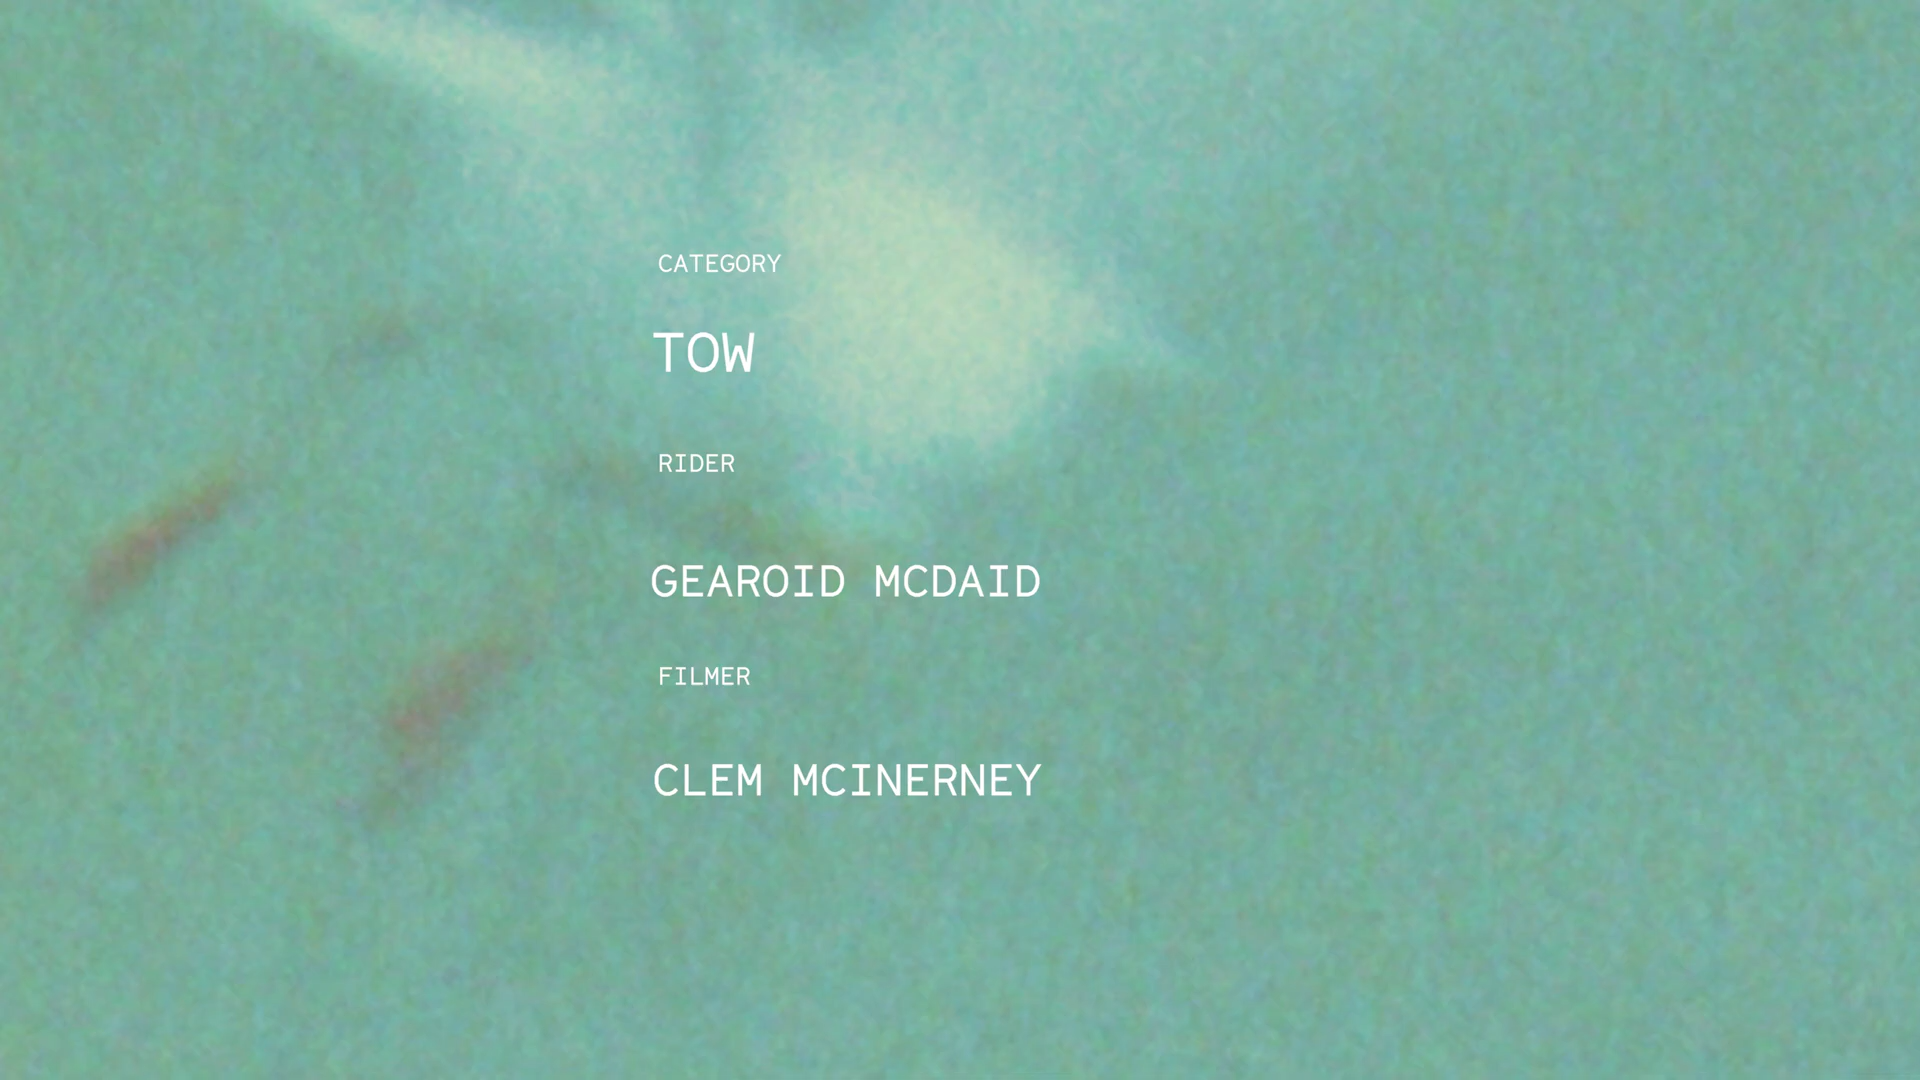 CATEGORY
TOW
RIDER
GEAROID MCDAID
FILMER
CLEM MCINERNEY